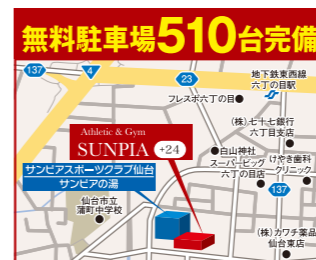 無料駐車場510台完備
137
4
23
地下鉄東西線
六丁の目駅
フレスポ六丁の目
(株)七十七銀行
六丁目支店
Athletic & Gym
SUNPIA +24
白山神社
スーパービッグ
六丁の目店
けやき歯科
クリニック
サンピアスポーツクラブ仙台
サンピアの湯
137
仙台市立
蒲町中学校
(株)カワチ薬品
仙台東店